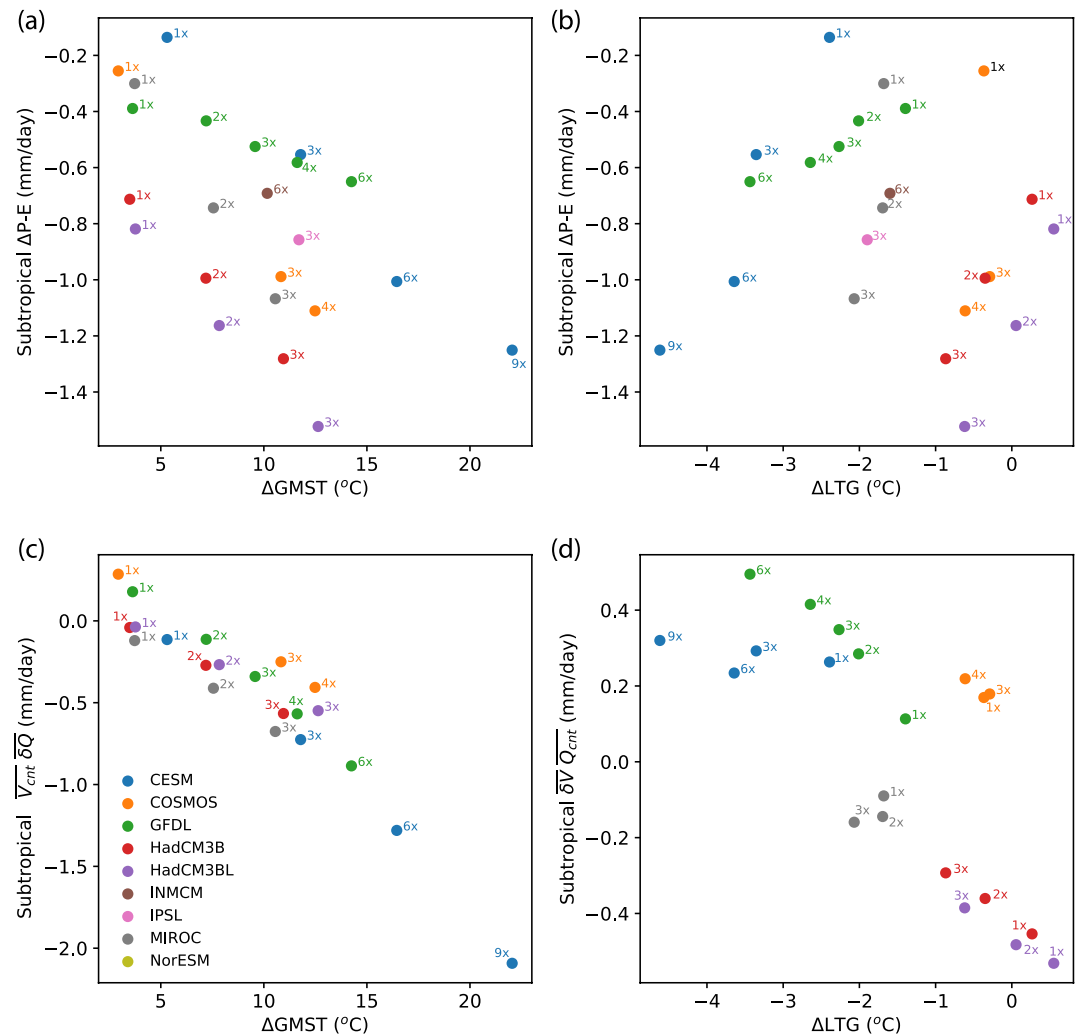 (a)
(b)
1x
1x
1x
1x
2x
3x
3x
4x
6x
6x
1x
2x
1x
3x
2x
3x
3x
6x
4x
2x
3x
9x
3x
−0.2
−0.4
−0.6
−0.8
−1.0
−1.2
−1.4
Subtropical ΔP-E (mm/day)
5
10
15
20
ΔGMST (°C)
1x
1x
1x
1x
2x
3x
3x
4x
6x
6x
2x
1x
1x
3x
6x
3x
2x
3x
4x
2x
9x
3x
3x
−0.2
−0.4
−0.6
−0.8
−1.0
−1.2
−1.4
Subtropical ΔP-E (mm/day)
−4
−3
−2
−1
0
ΔLTG (°C)
(c)
(d)
1x
1x
1x
1x
1x
1x
2x
2x
2x
2x
3x
3x
4x
3x
4x
3x
3x
3x
6x
6x
9x
0.0
−0.5
−1.0
−1.5
−2.0
Subtropical V̅c̅n̅t̅ δ̅Q̅ (mm/day)
CESM
COSMOS
GFDL
HadCM3B
HadCM3BL
INMCM
IPSL
MIROC
NorESM
5
10
15
20
ΔGMST (°C)
6x
4x
3x
9x
3x
2x
6x
1x
4x
3x
1x
1x
1x
3x
2x
3x
2x
3x
1x
2x
1x
0.4
0.2
0.0
−0.2
−0.4
Subtropical δ̅V̅ Q̅c̅n̅t̅ (mm/day)
−4
−3
−2
−1
0
ΔLTG (°C)